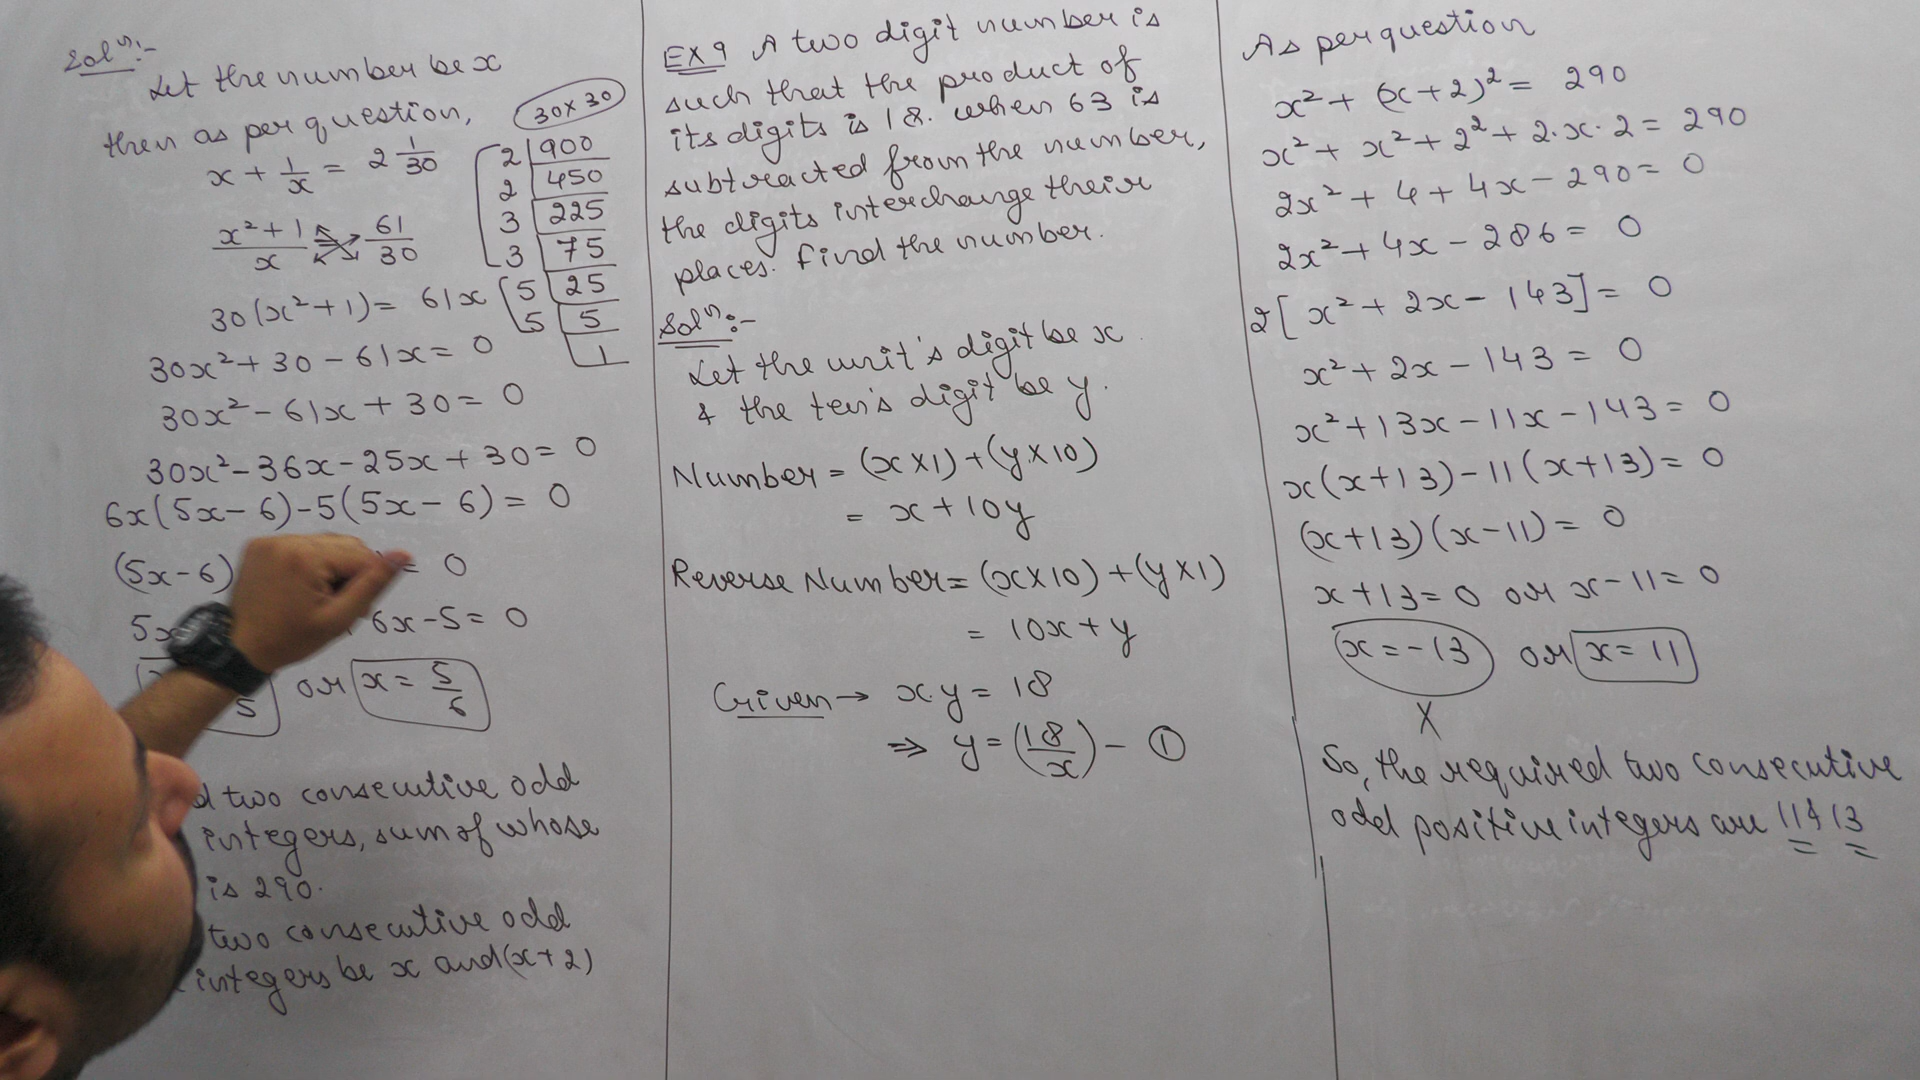 Solⁿ:-
Let the number be x
then as per question,
x + 1/x = 2 1/30
(x² + 1)/x = 61/30
30(x² + 1) = 61x
30x² + 30 - 61x = 0
30x² - 61x + 30 = 0
30x² - 36x - 25x + 30 = 0
6x(5x - 6) - 5(5x - 6) = 0
(5x - 6) = 0
5x 6x - 5 = 0
5 or x = 5/6
30 × 30
2 | 900
2 | 450
3 | 225
3 | 75
5 | 25
5 | 5
1
two consecutive odd
integers, sum of whose
is 290.
two consecutive odd
integers be x and (x + 2)
EX 9 A two digit number is
such that the product of
its digits is 18. when 63 is
subtracted from the number,
the digits interchange their
places. Find the number.
Solⁿ:-
Let the unit's digit be x
& the ten's digit be y.
Number = (x × 1) + (y × 10)
= x + 10y
Reverse Number = (x × 10) + (y × 1)
= 10x + y
Given → x.y = 18
⇒ y = (18/x) - ①
As per question
x² + (x + 2)² = 290
x² + x² + 2² + 2·x·2 = 290
2x² + 4 + 4x - 290 = 0
2x² + 4x - 286 = 0
2[x² + 2x - 143] = 0
x² + 2x - 143 = 0
x² + 13x - 11x - 143 = 0
x(x + 13) - 11(x + 13) = 0
(x + 13)(x - 11) = 0
x + 13 = 0 or x - 11 = 0
x = -13 or x = 11
X
So, the required two consecutive
odd positive integers are 11 & 13